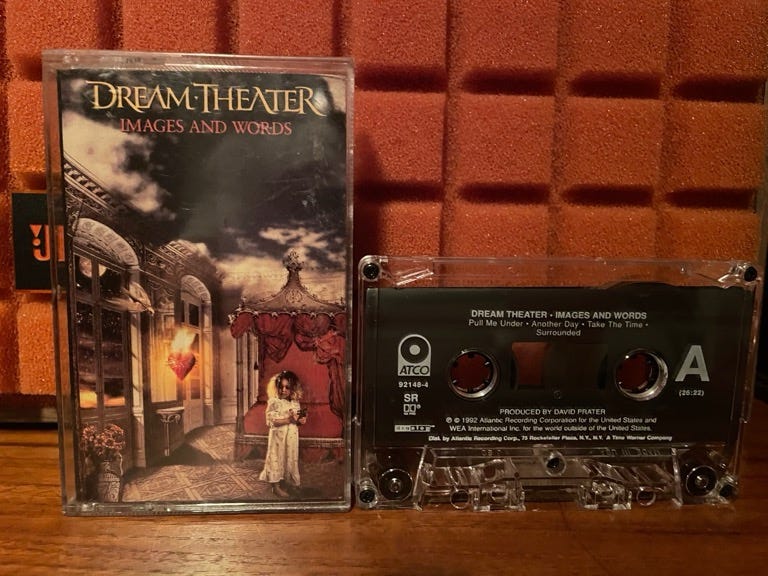 DREAM THEATER
IMAGES AND WORDS
DREAM THEATER • IMAGES AND WORDS
Pull Me Under • Another Day • Take The Time •
Surrounded
ATCO
92148-4
SR
A
(26:22)
PRODUCED BY DAVID PRATER
℗ © 1992 Atlantic Recording Corporation for the United States and
WEA International Inc. for the world outside of the United States.
Dist. by Atlantic Recording Corp., 75 Rockefeller Plaza, N.Y., N.Y. A Time Warner Company